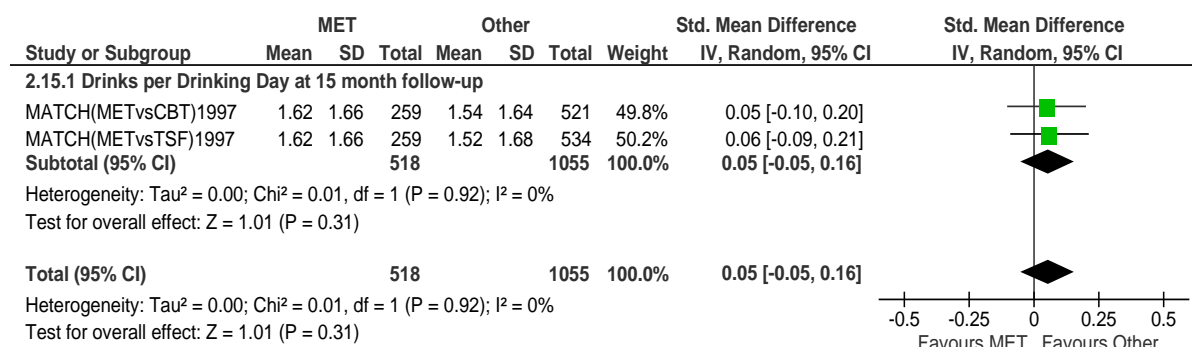 MET Other Std. Mean Difference Std. Mean Difference
Study or Subgroup Mean SD Total Mean SD Total Weight IV, Random, 95% CI IV, Random, 95% CI
2.15.1 Drinks per Drinking Day at 15 month follow-up
MATCH(METvsCBT)1997 1.62 1.66 259 1.54 1.64 521 49.8% 0.05 [-0.10, 0.20]
MATCH(METvsTSF)1997 1.62 1.66 259 1.52 1.68 534 50.2% 0.06 [-0.09, 0.21]
Subtotal (95% CI) 518 1055 100.0% 0.05 [-0.05, 0.16]
Heterogeneity: Tau² = 0.00; Chi² = 0.01, df = 1 (P = 0.92); I² = 0%
Test for overall effect: Z = 1.01 (P = 0.31)
Total (95% CI) 518 1055 100.0% 0.05 [-0.05, 0.16]
Heterogeneity: Tau² = 0.00; Chi² = 0.01, df = 1 (P = 0.92); I² = 0%
Test for overall effect: Z = 1.01 (P = 0.31)
-0.5 -0.25 0 0.25 0.5
Favours MET Favours Other